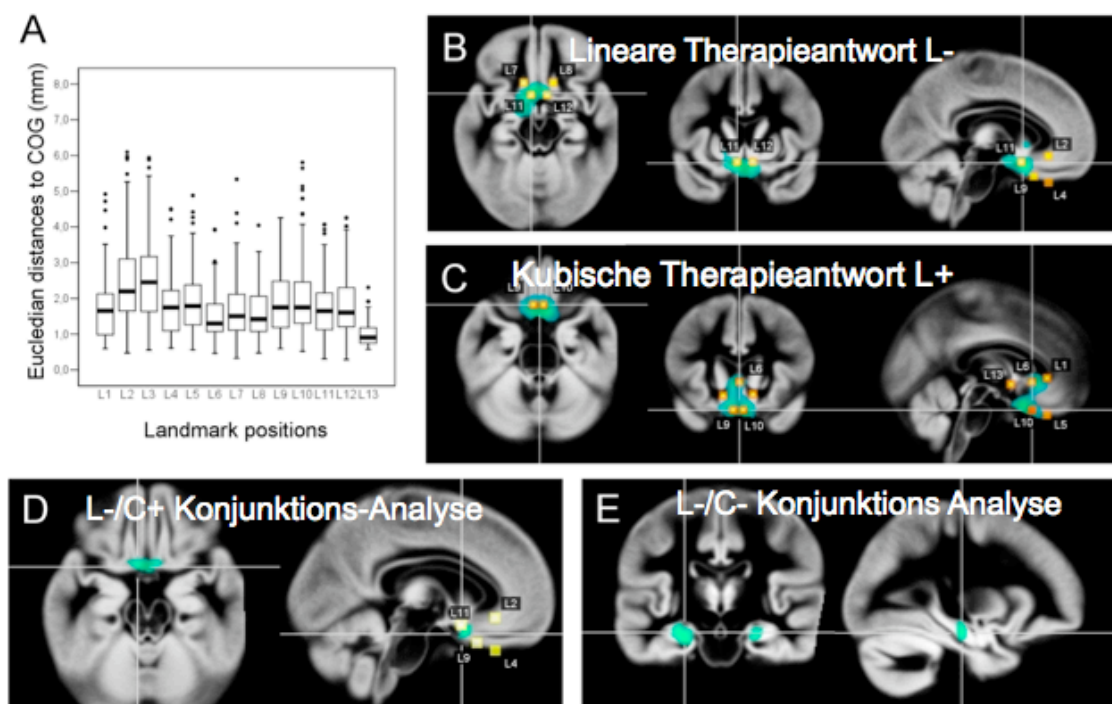 A
Eucledian distances to COG (mm)
8,0
7,0
6,0
5,0
4,0
3,0
2,0
1,0
0,0
L1 L2 L3 L4 L5 L6 L7 L8 L9 L10 L11 L12 L13
Landmark positions
B
Lineare Therapieantwort L-
L7 L8
L11 L12
L11 L12
L11 L2
L9 L4
C
Kubische Therapieantwort L+
L9 L10
L6
L9 L10
L13 L6 L1
L10 L5
D
L-/C+ Konjunktions-Analyse
L11 L2
L9 L4
E
L-/C- Konjunktions Analyse